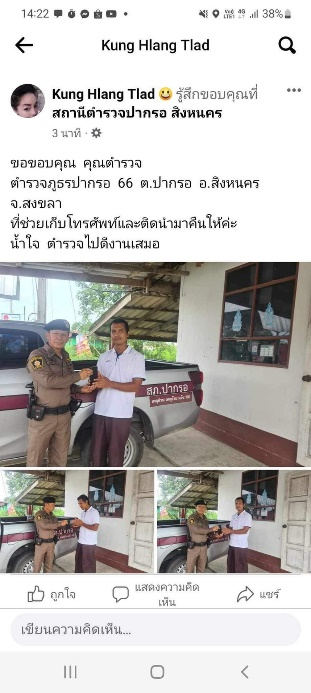 14:22
38%
Kung Hlang Tlad
Kung Hlang Tlad 😃 รู้สึกขอบคุณที่
สถานีตำรวจปากรอ สิงหนคร
3 นาที ·
ขอขอบคุณ คุณตำรวจ
ตำรวจภูธรปากรอ 66 ต.ปากรอ อ.สิงหนคร
จ.สงขลา
ที่ช่วยเก็บโทรศัพท์และติดนำมาคืนให้ค่ะ
น้ำใจ ตำรวจไปดีงานเสมอ
สภ.ปากรอ
ถูกใจ
แสดงความคิด
เห็น
แชร์
เขียนความคิดเห็น...